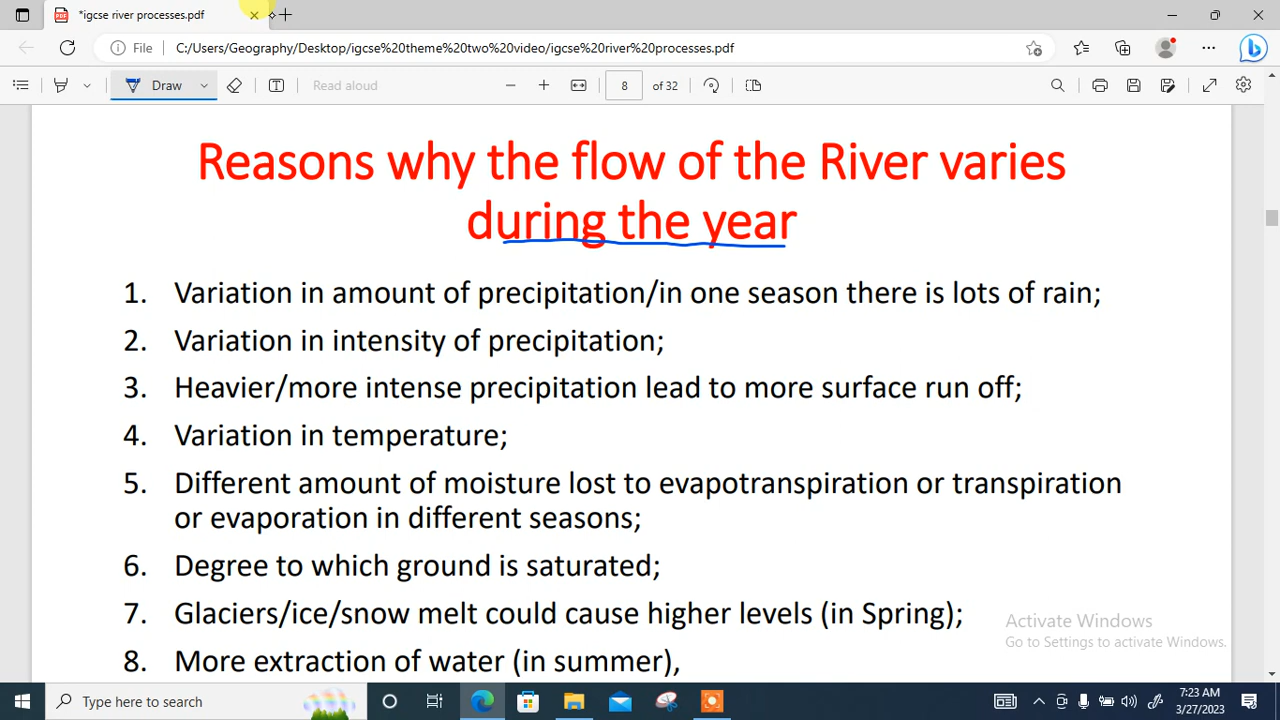 *igcse river processes.pdf
File C:/Users/Geography/Desktop/igcse%20theme%20two%20video/igcse%20river%20processes.pdf
Draw Read aloud 8 of 32
Reasons why the flow of the River varies
during the year
1. Variation in amount of precipitation/in one season there is lots of rain;
2. Variation in intensity of precipitation;
3. Heavier/more intense precipitation lead to more surface run off;
4. Variation in temperature;
5. Different amount of moisture lost to evapotranspiration or transpiration
or evaporation in different seasons;
6. Degree to which ground is saturated;
7. Glaciers/ice/snow melt could cause higher levels (in Spring);
8. More extraction of water (in summer),
Activate Windows
Go to Settings to activate Windows.
Type here to search
7:23 AM
3/27/2023